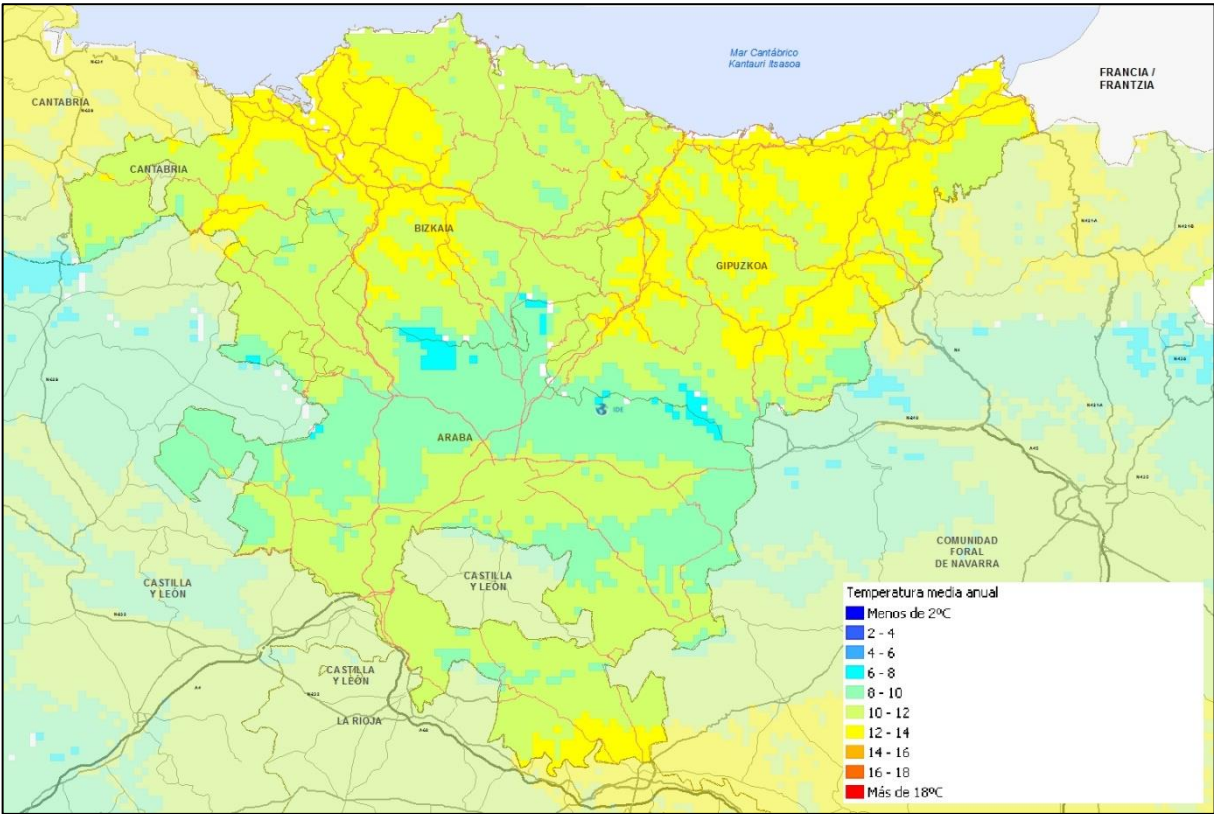 Mar Cantábrico
Kantauri Itsasoa
FRANCIA /
FRANTZIA
CANTABRIA
CANTABRIA
BIZKAIA
GIPUZKOA
IDE
ARABA
COMUNIDAD
FORAL
DE NAVARRA
CASTILLA
Y LEÓN
CASTILLA
Y LEÓN
CASTILLA
Y LEÓN
LA RIOJA
Temperatura media anual
Menos de 2ºC
2 - 4
4 - 6
6 - 8
8 - 10
10 - 12
12 - 14
14 - 16
16 - 18
Más de 18ºC